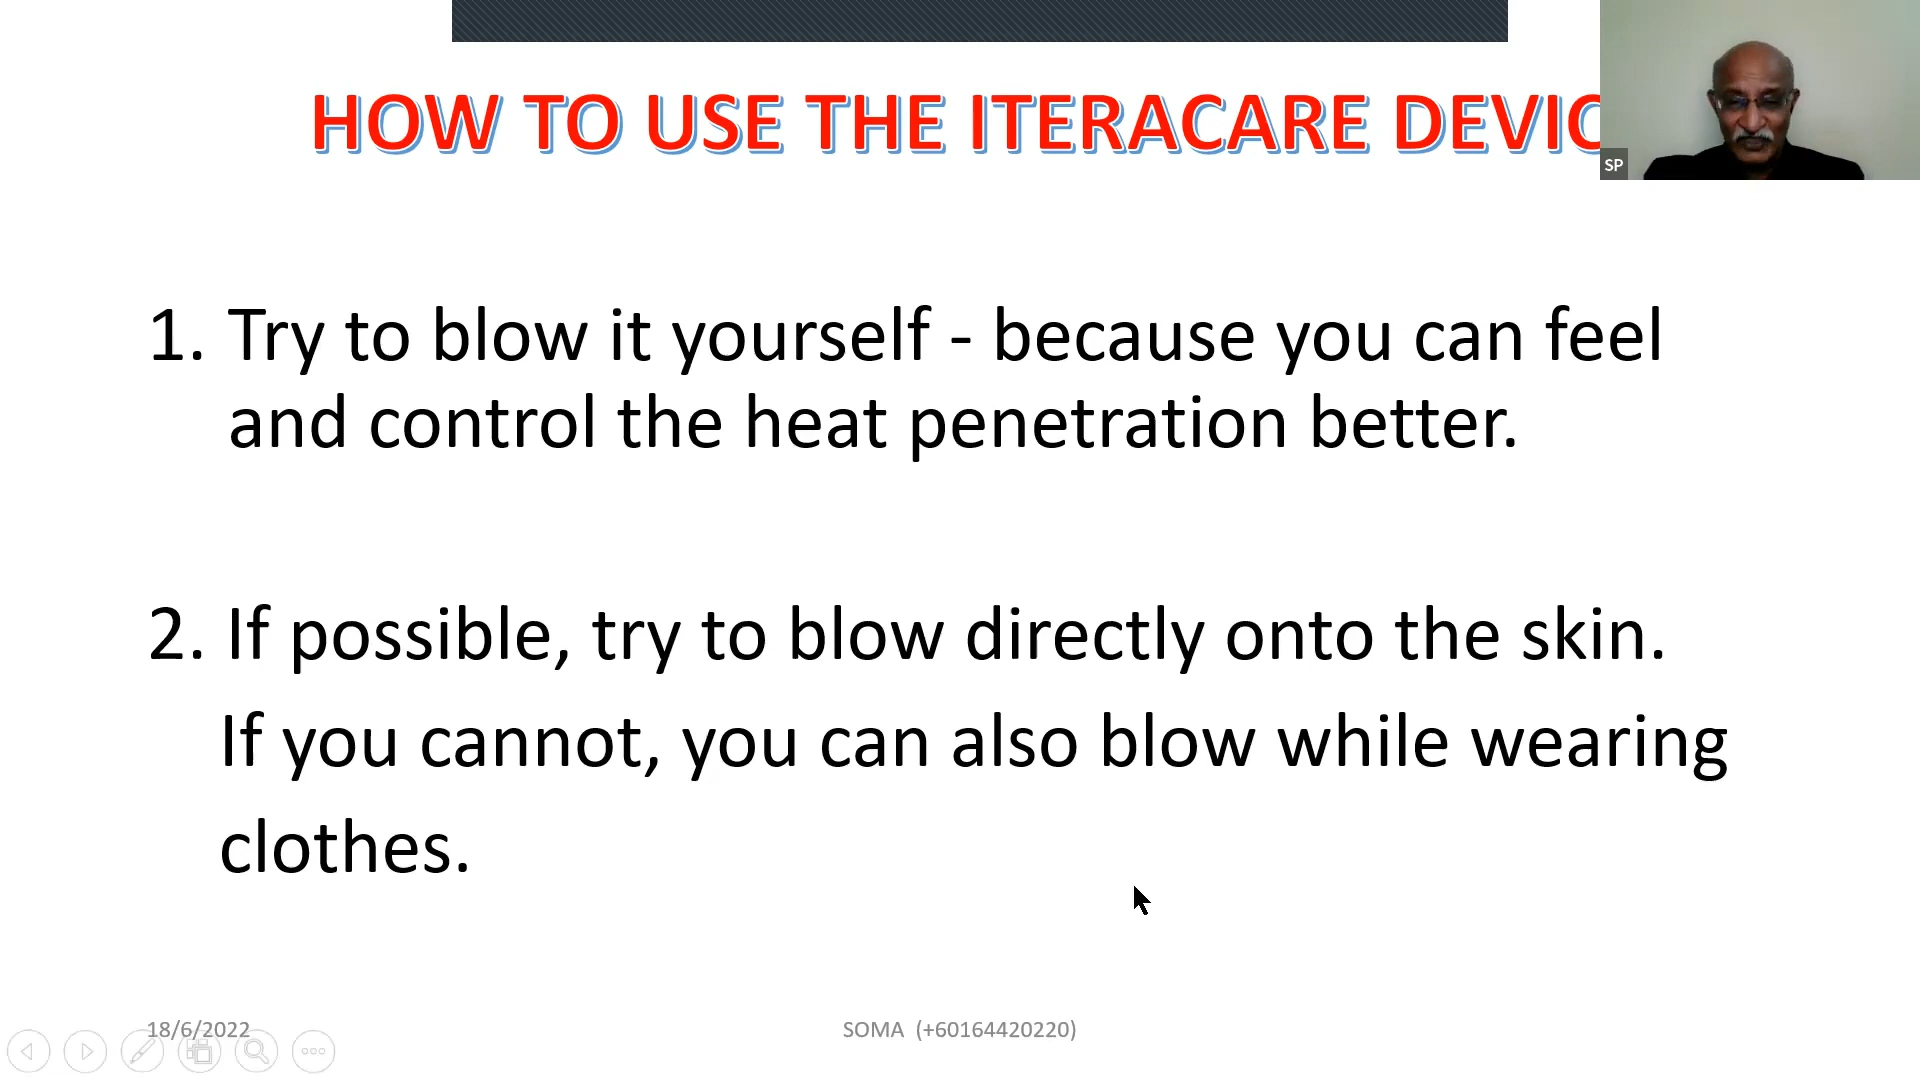 HOW TO USE THE ITERACARE DEVIC
SP
1. Try to blow it yourself - because you can feel
and control the heat penetration better.
2. If possible, try to blow directly onto the skin.
If you cannot, you can also blow while wearing
clothes.
18/6/2022
SOMA (+60164420220)